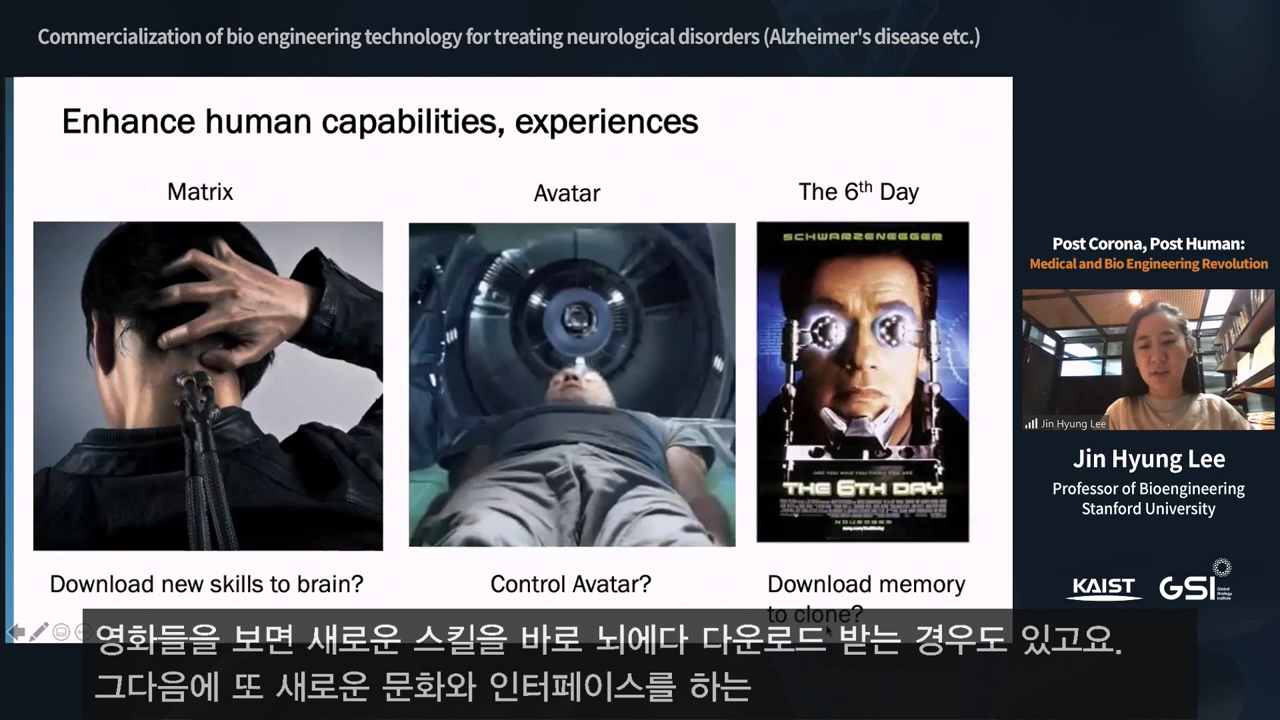 Commercialization of bio engineering technology for treating neurological disorders (Alzheimer's disease etc.)
Enhance human capabilities, experiences
Matrix
Avatar
The 6th Day
SCHWARZENEGGER
ARE YOU WHO YOU THINK YOU ARE
THE 6TH DAY
NOVEMBER
Download new skills to brain?
Control Avatar?
Download memory
to clone?
Post Corona, Post Human:
Medical and Bio Engineering Revolution
Jin Hyung Lee
Jin Hyung Lee
Professor of Bioengineering
Stanford University
KAIST
GSI
Global
Strategy
Institute
영화들을 보면 새로운 스킬을 바로 뇌에다 다운로드 받는 경우도 있고요.
그다음에 또 새로운 문화와 인터페이스를 하는